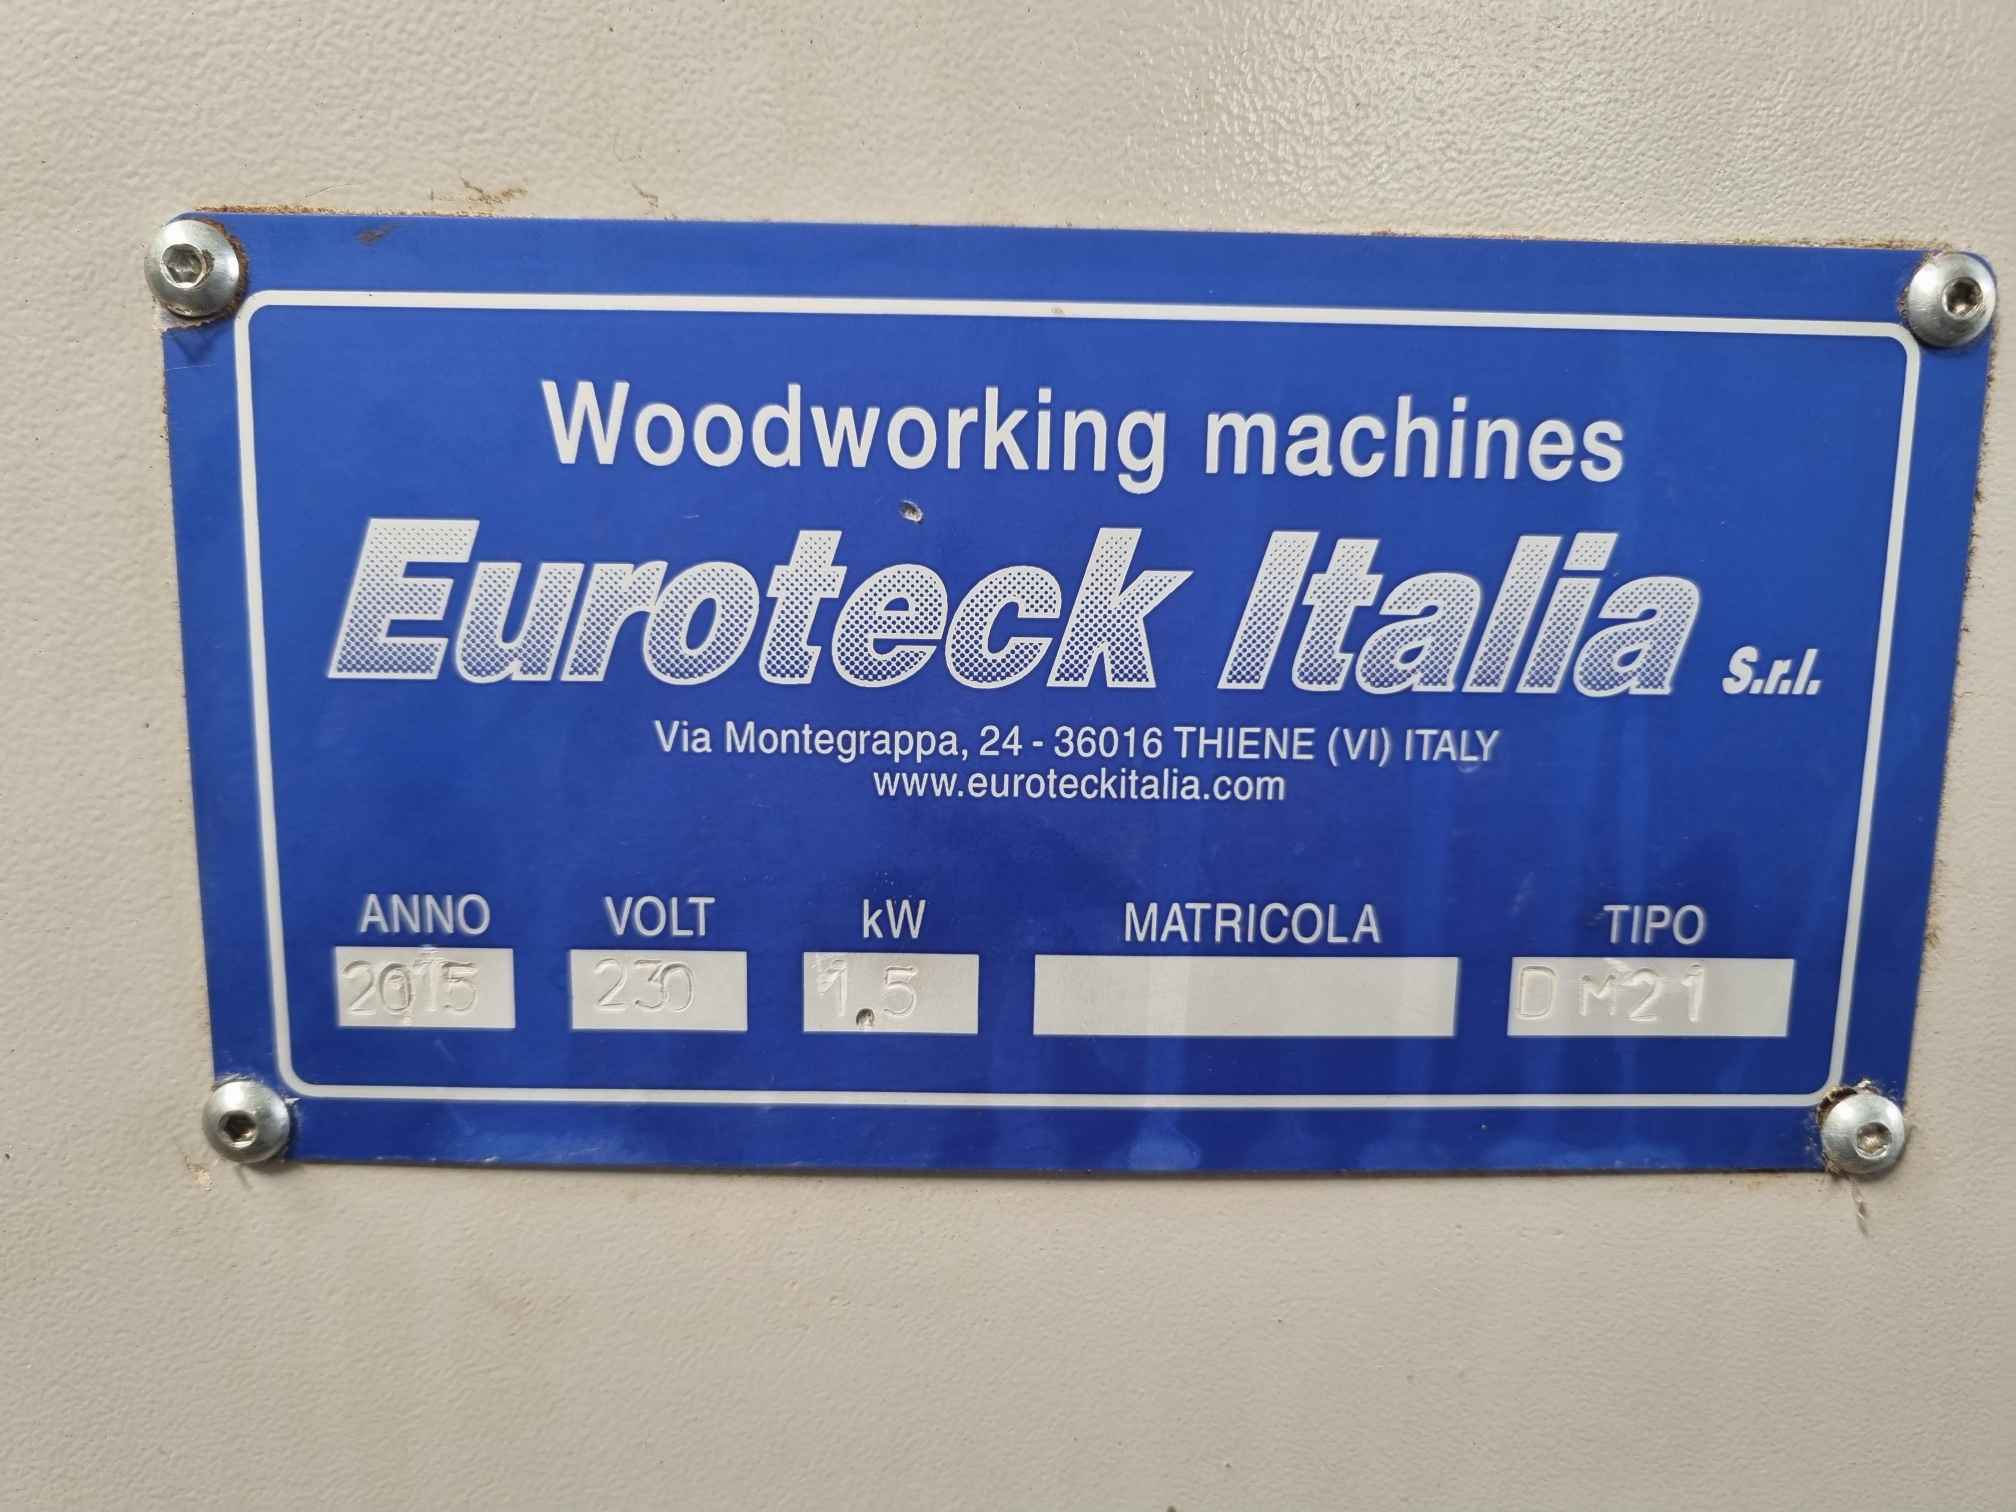 Woodworking machines
Euroteck Italia S.r.l.
Via Montegrappa, 24 - 36016 THIENE (VI) ITALY
www.euroteckitalia.com
ANNO VOLT kW MATRICOLA TIPO
2015 230 1.5 DM21